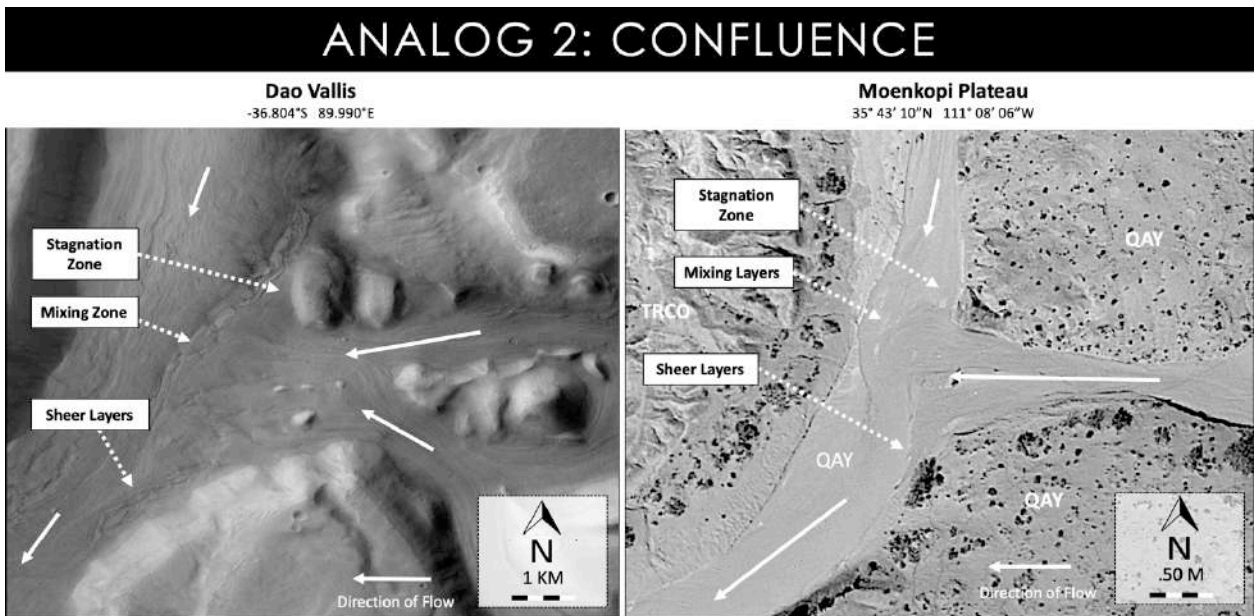 ANALOG 2: CONFLUENCE
Dao Vallis
-36.804°S 89.990°E
Stagnation
Zone
Mixing Zone
Sheer Layers
N
1 KM
Direction of Flow
Moenkopi Plateau
35° 43' 10"N 111° 08' 06"W
Stagnation
Zone
QAY
Mixing Layers
TRCO
Sheer Layers
QAY
QAY
N
.50 M
Direction of Flow